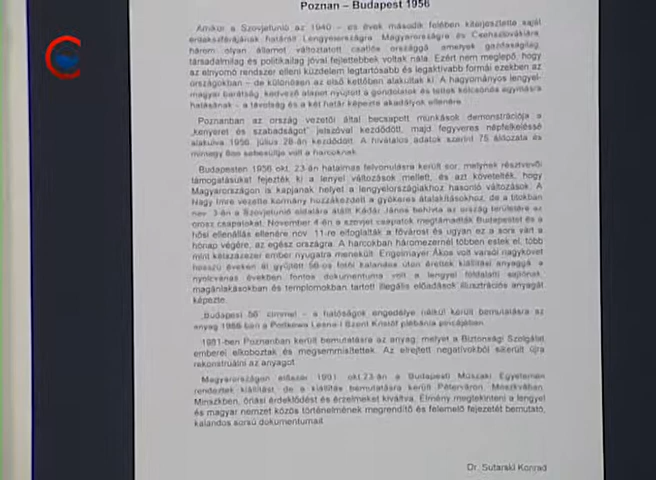 Poznan – Budapest 1956
Amikor a Szovjetunió az 1940 – es évek második felében kiterjesztette saját
érdekszférájának határait Lengyelországra, Magyarországra és Csehszlovákiára,
három olyan államot változtatott csatlós országgá, amelyek gazdaságilag,
társadalmilag és politikailag jóval fejlettebbek voltak nála. Ezért nem meglepő, hogy
az elnyomó rendszer elleni küzdelem legtartósabb és legaktívabb formái ezekben az
országokban – de különösen az első kettőben alakultak ki. A hagyományos lengyel-
magyar barátság kedvező alapot nyújtott a gondolatok és tettek kölcsönös egymásra
hatásának – a távolság és a két határ képezte akadályok ellenére.
Poznanban az ország vezetői által becsapott munkások demonstrációja a
„kenyeret és szabadságot” jelszóval kezdődött, majd fegyveres népfelkeléssé
alakulva 1956. július 28-án kezdődött. A hivatalos adatok szerint 75 áldozata és
mintegy 800 sebesültje volt a harcoknak.
Budapesten 1956 okt. 23-án hatalmas felvonulásra került sor, melynek résztvevői
támogatásukat fejezték ki a lenyel változások mellett, és azt követelték, hogy
Magyarországon is kapjanak helyet a lengyelországiakhoz hasonló változások. A
Nagy Imre vezette kormány hozzákezdett a gyökeres átalakításokhoz, de a titokban
nov. 3-án a Szovjetunió oldalára állált Kádár János behívta az ország területére az
orosz csapatokat. November 4-én a szovjet csapatok megtámadták Budapestet és a
hősi ellenállás ellenére nov. 11-re elfoglalták a fővárost és ugyan ez a sors várt a
hónap végére, az egész országra. A harcokban háromezernél többen estek el, több
mint kétszázezer ember nyugatra menekült. Engelmayer Ákos volt varsói nagykövet
hosszú éveken át gyűjtött 56-os fotói kalandos úton érettek kiállítási anyaggá, a
nyolcvanas években fontos dokumentuma volt a lengyel földalatti sajtónak,
magánlakásokban és templomokban tartott illegális előadások illusztrációs anyagát
képezte.
„Budapest 56” címmel – a hatóságok engedélye nélkül került bemutatásra az
anyag 1986-ban a Podkowa Lesna-i Szent Kristóf plébánia pincéjében.
1981-ben Poznanban került bemutatásra az anyag, melyet a Biztonsági Szolgálat
emberei elkoboztak és megsemmisítettek. Az elrejtett negatívokból sikerült újra
rekonstruálni az anyagot.
Magyarországon először 1991. okt.23-án a Budapesti Műszaki Egyetemen
rendeztek kiállítást, de a kiállítás bemutatásra került Péterváron, Moszkvában,
Minszkben, óriási érdeklődést és érzelmeket kiváltva. Élmény megtekinteni a lengyel
és magyar nemzet közös történelmének megrendítő és felemelő fejezetét bemutató,
kalandos sorsú dokumentumait.
Dr. Sutarski Konrad